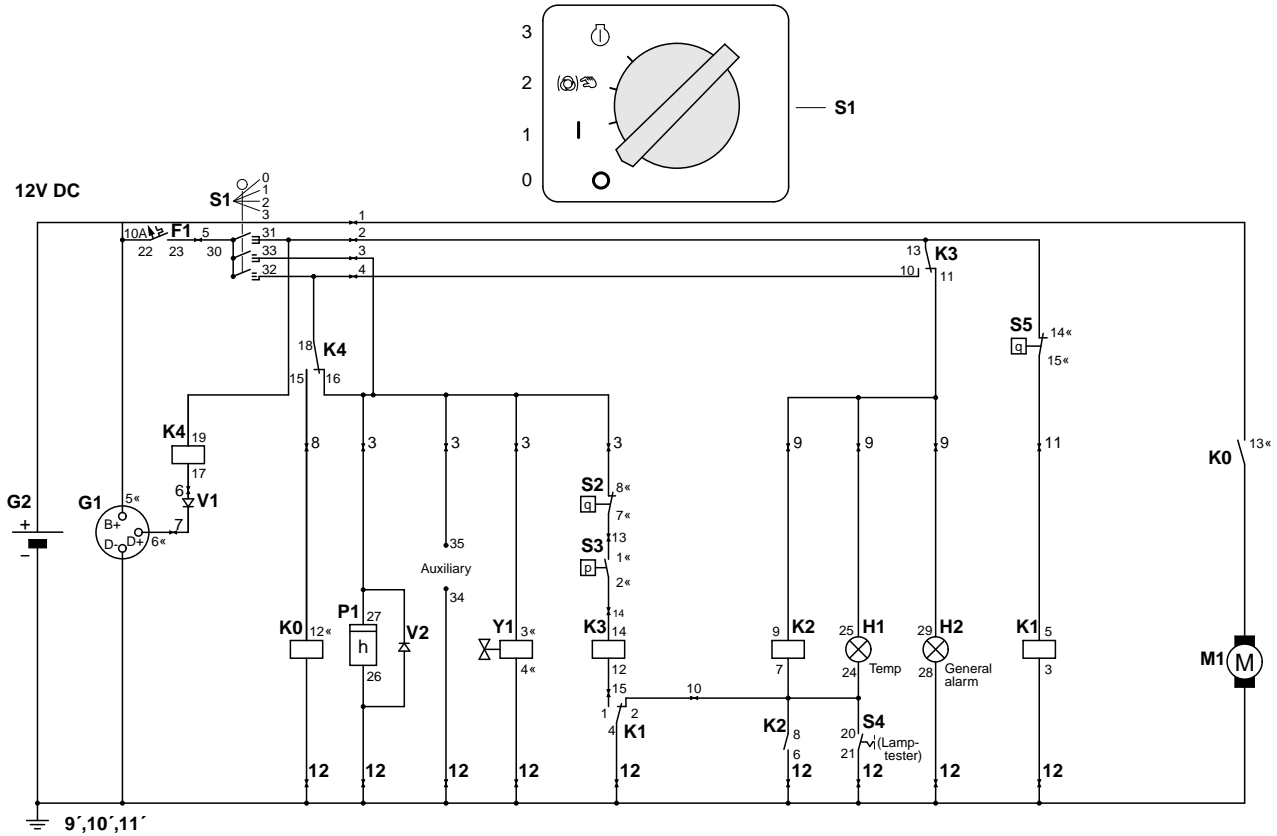 3
2
1
0
S1
12V DC
S1
0
1
2
3
10A F1 5
22 23 30
31
33
32
1
2
3
4
13 K3
10 11
S5 14«
15«
18 K4
15 16
K4 19
17
8 3 3 3 3 9 9 9 11
K0 13«
G2
+
–
G1 5«
B+
D- D+
6«
6 V1
7
S2 8«
q 7«
13
S3 1«
p 2«
14
35
Auxiliary
34
q
K0 12«
P1 27
h
26
V2
Y1 3«
4«
K3 14
12
15
1 2
4 K1
10
K2 9
7
H1 25
24 Temp
H2 29
28 General
alarm
K1 5
3
M1 M
K2 8
6
S4 20
21 (Lamp-
tester)
12 12 12 12 12 12 12 12 12
9´,10´,11´